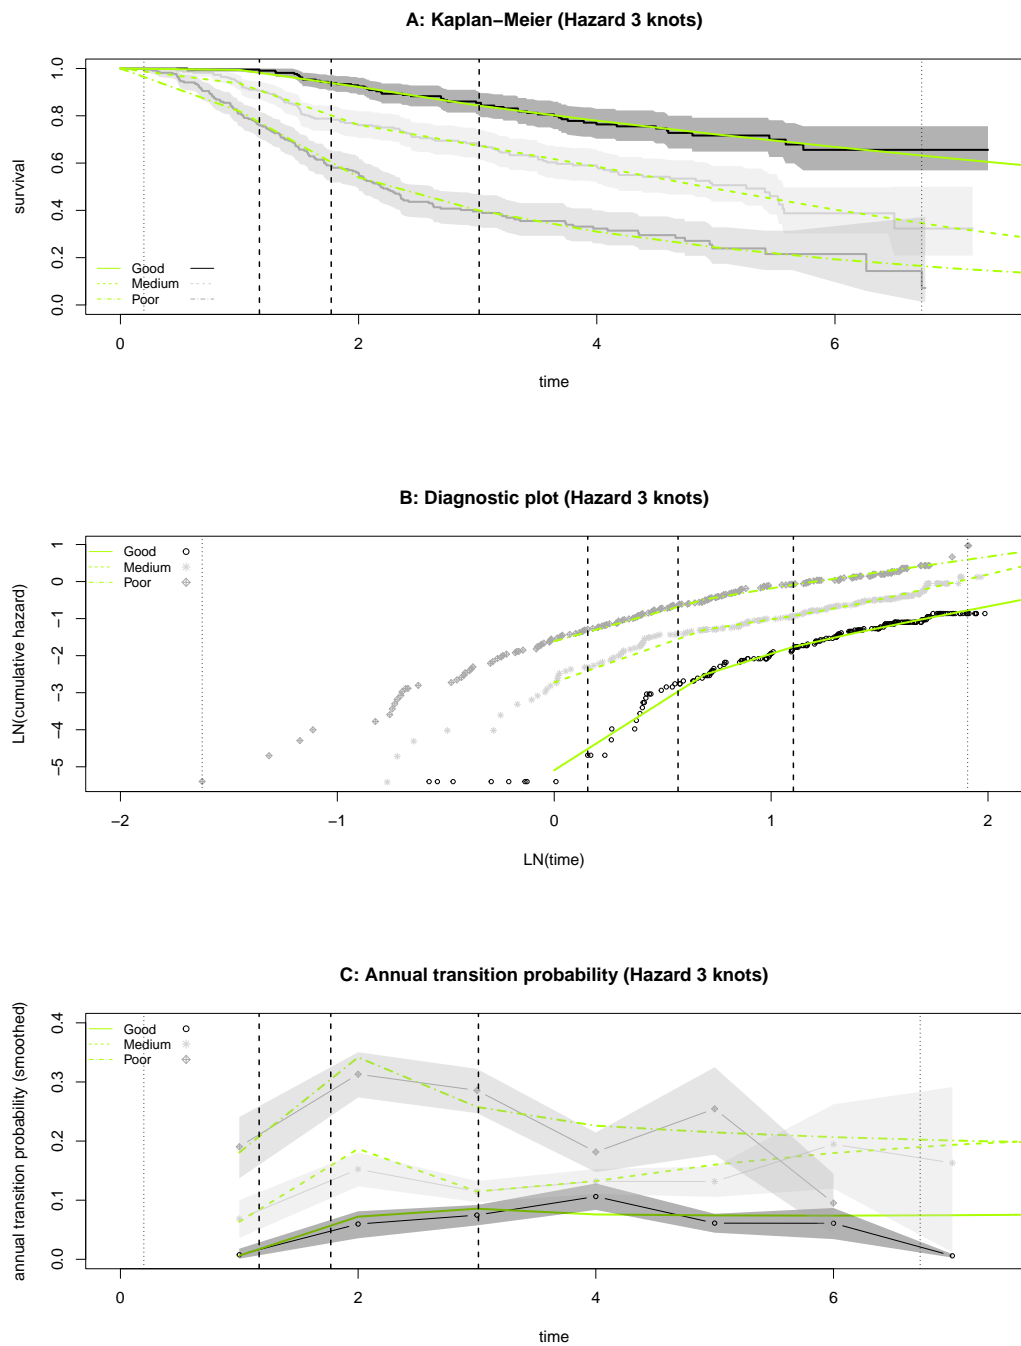 A: Kaplan−Meier (Hazard 3 knots)
survival
1.0
0.8
0.6
0.4
0.2
0.0
Good
Medium
Poor
0 2 4 6
time
B: Diagnostic plot (Hazard 3 knots)
LN(cumulative hazard)
1
0
−1
−2
−3
−4
−5
Good
Medium
Poor
−2 −1 0 1 2
LN(time)
C: Annual transition probability (Hazard 3 knots)
annual transition probability (smoothed)
0.4
0.3
0.2
0.1
0.0
Good
Medium
Poor
0 2 4 6
time